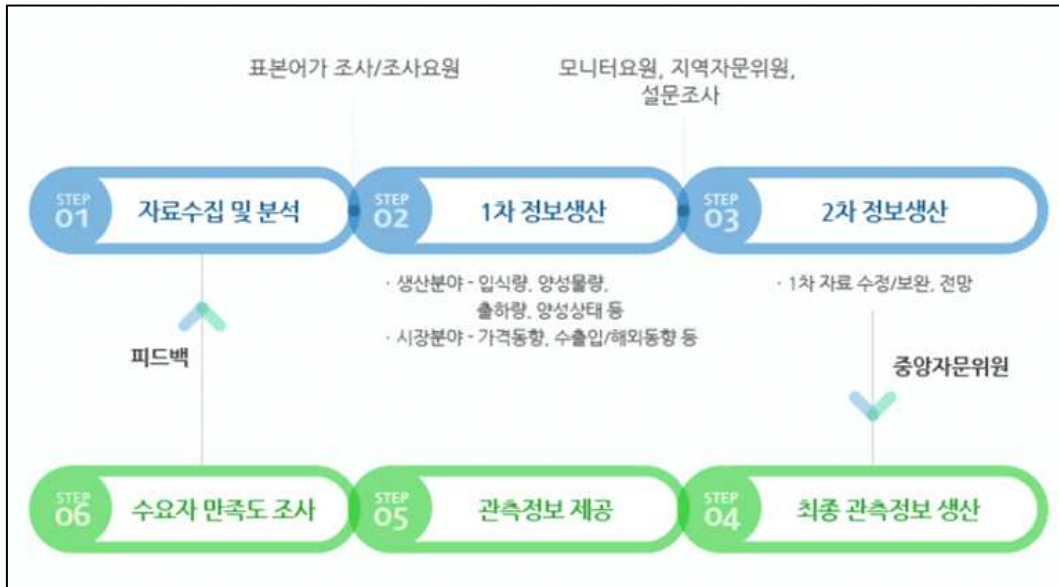 표본어가 조사/조사요원
모니터요원, 지역자문위원,
설문조사
STEP
01
자료수집 및 분석
STEP
02
1차 정보생산
STEP
03
2차 정보생산
· 생산분야 - 입식량, 양성물량,
출하량, 양성상태 등
· 시장분야 - 가격동향, 수출입/해외동향 등
· 1차 자료 수정/보완, 전망
피드백
중앙자문위원
STEP
06
수요자 만족도 조사
STEP
05
관측정보 제공
STEP
04
최종 관측정보 생산